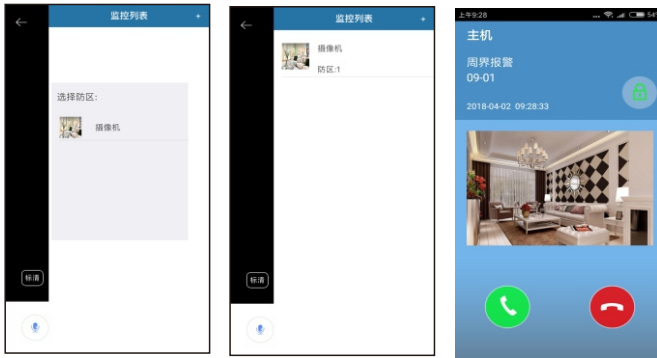 监控列表 +
选择防区:
摄像机
标清
监控列表 +
摄像机
防区:1
标清
上午9:28 ... 54%
主机
周界报警
09-01
2018-04-02 09:28:33